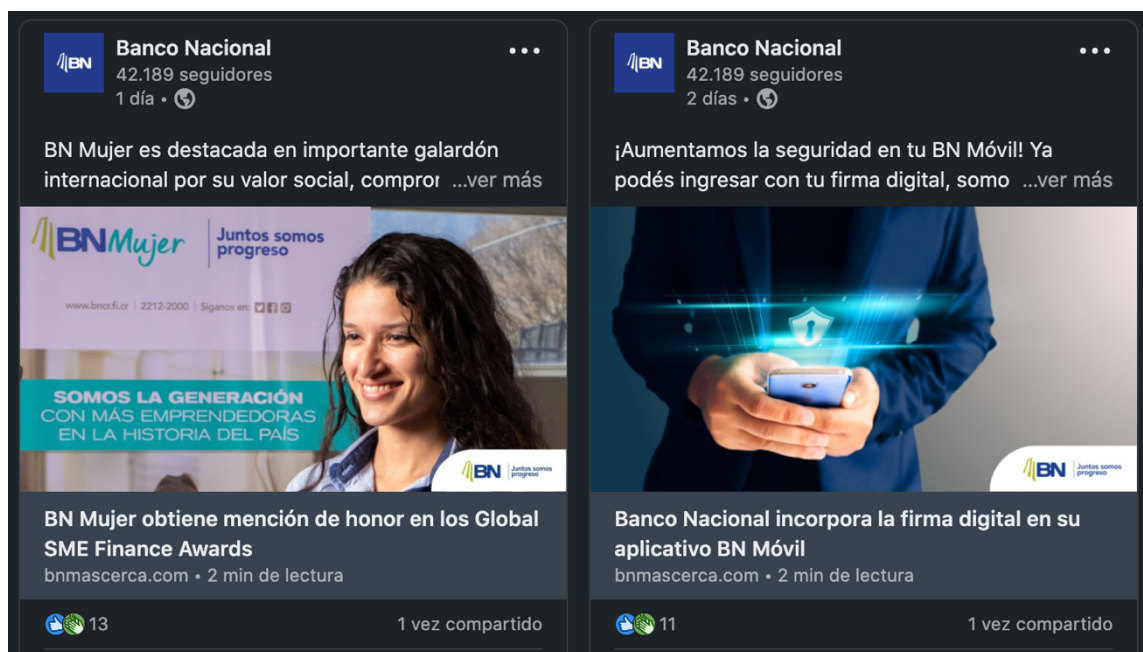 BN
Banco Nacional
42.189 seguidores
1 día •
BN Mujer es destacada en importante galardón
internacional por su valor social, compror ...ver más
BNMujer
Juntos somos
progreso
www.bncr.fi.cr | 2212-2000 | Síganos en:
SOMOS LA GENERACIÓN
CON MÁS EMPRENDEDORAS
EN LA HISTORIA DEL PAÍS
BN
Juntos somos
progreso
BN Mujer obtiene mención de honor en los Global
SME Finance Awards
bnmascerca.com • 2 min de lectura
13
1 vez compartido
BN
Banco Nacional
42.189 seguidores
2 días •
¡Aumentamos la seguridad en tu BN Móvil! Ya
podés ingresar con tu firma digital, somo ...ver más
BN
Juntos somos
progreso
Banco Nacional incorpora la firma digital en su
aplicativo BN Móvil
bnmascerca.com • 2 min de lectura
11
1 vez compartido